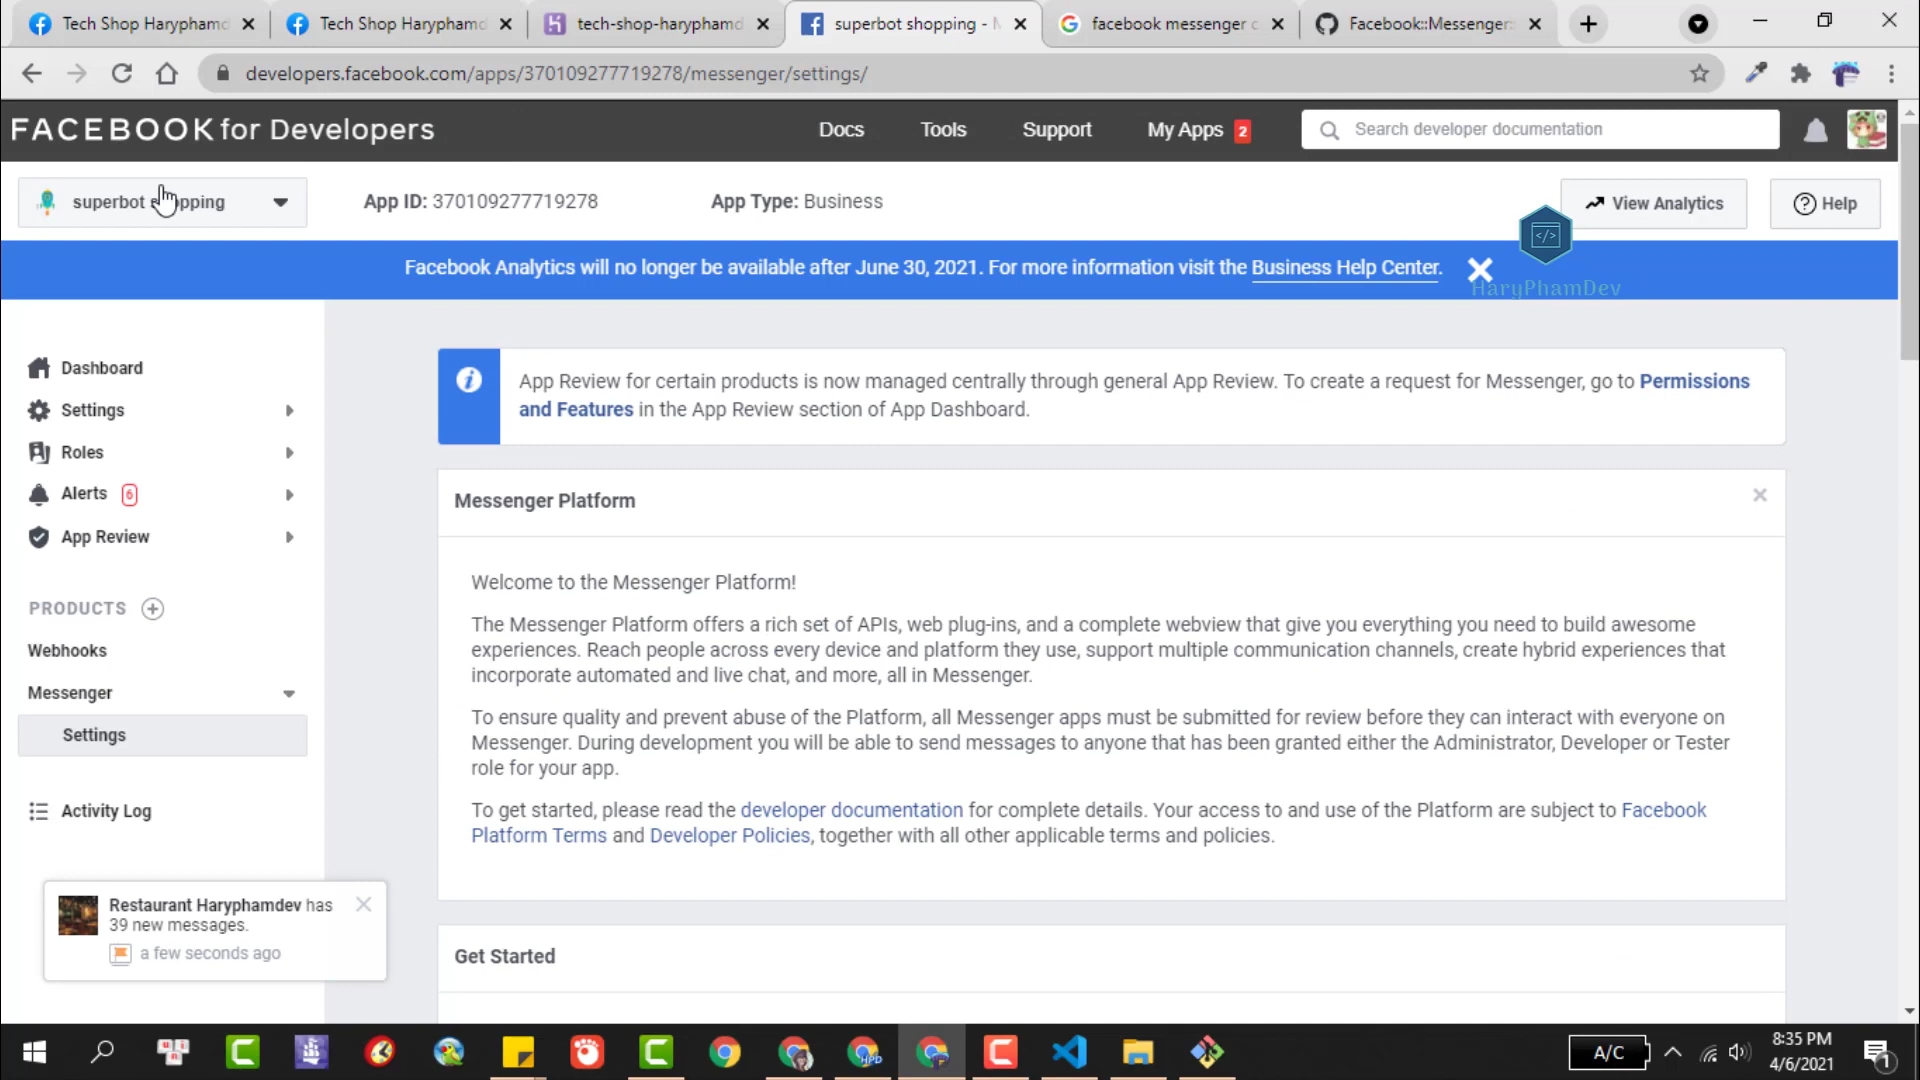 Tech Shop Haryphamd
Tech Shop Haryphamd
tech-shop-haryphamd
superbot shopping - M
facebook messenger c
Facebook::Messenger:
developers.facebook.com/apps/370109277719278/messenger/settings/
FACEBOOK for Developers
Docs
Tools
Support
My Apps 2
Search developer documentation
superbot shopping
App ID: 370109277719278
App Type: Business
View Analytics
Help
Facebook Analytics will no longer be available after June 30, 2021. For more information visit the Business Help Center.
HaryPhamDev
Dashboard
Settings
Roles
Alerts 6
App Review
PRODUCTS
Webhooks
Messenger
Settings
Activity Log
App Review for certain products is now managed centrally through general App Review. To create a request for Messenger, go to Permissions
and Features in the App Review section of App Dashboard.
Messenger Platform
Welcome to the Messenger Platform!
The Messenger Platform offers a rich set of APIs, web plug-ins, and a complete webview that give you everything you need to build awesome
experiences. Reach people across every device and platform they use, support multiple communication channels, create hybrid experiences that
incorporate automated and live chat, and more, all in Messenger.
To ensure quality and prevent abuse of the Platform, all Messenger apps must be submitted for review before they can interact with everyone on
Messenger. During development you will be able to send messages to anyone that has been granted either the Administrator, Developer or Tester
role for your app.
To get started, please read the developer documentation for complete details. Your access to and use of the Platform are subject to Facebook
Platform Terms and Developer Policies, together with all other applicable terms and policies.
Get Started
Restaurant Haryphamdev has
39 new messages.
a few seconds ago
A/C
8:35 PM
4/6/2021
1